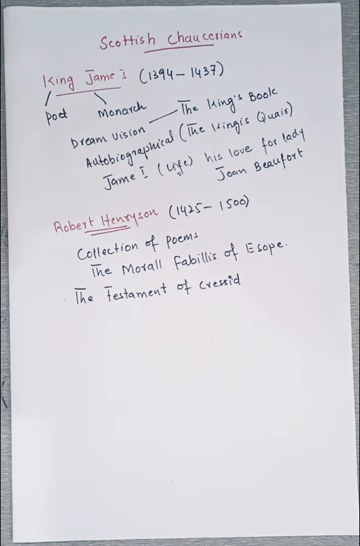 Scottish Chaucerians
King Jame I (1394-1437)
Poet Monarch
Dream Vision The King's Book
Autobiographical (The Kingis Quair)
Jame I (Life) his love for lady
Joan Beaufort
Robert Henryson (1425-1500)
Collection of poems
The Morall Fabillis of Esope.
The Testament of Cressid